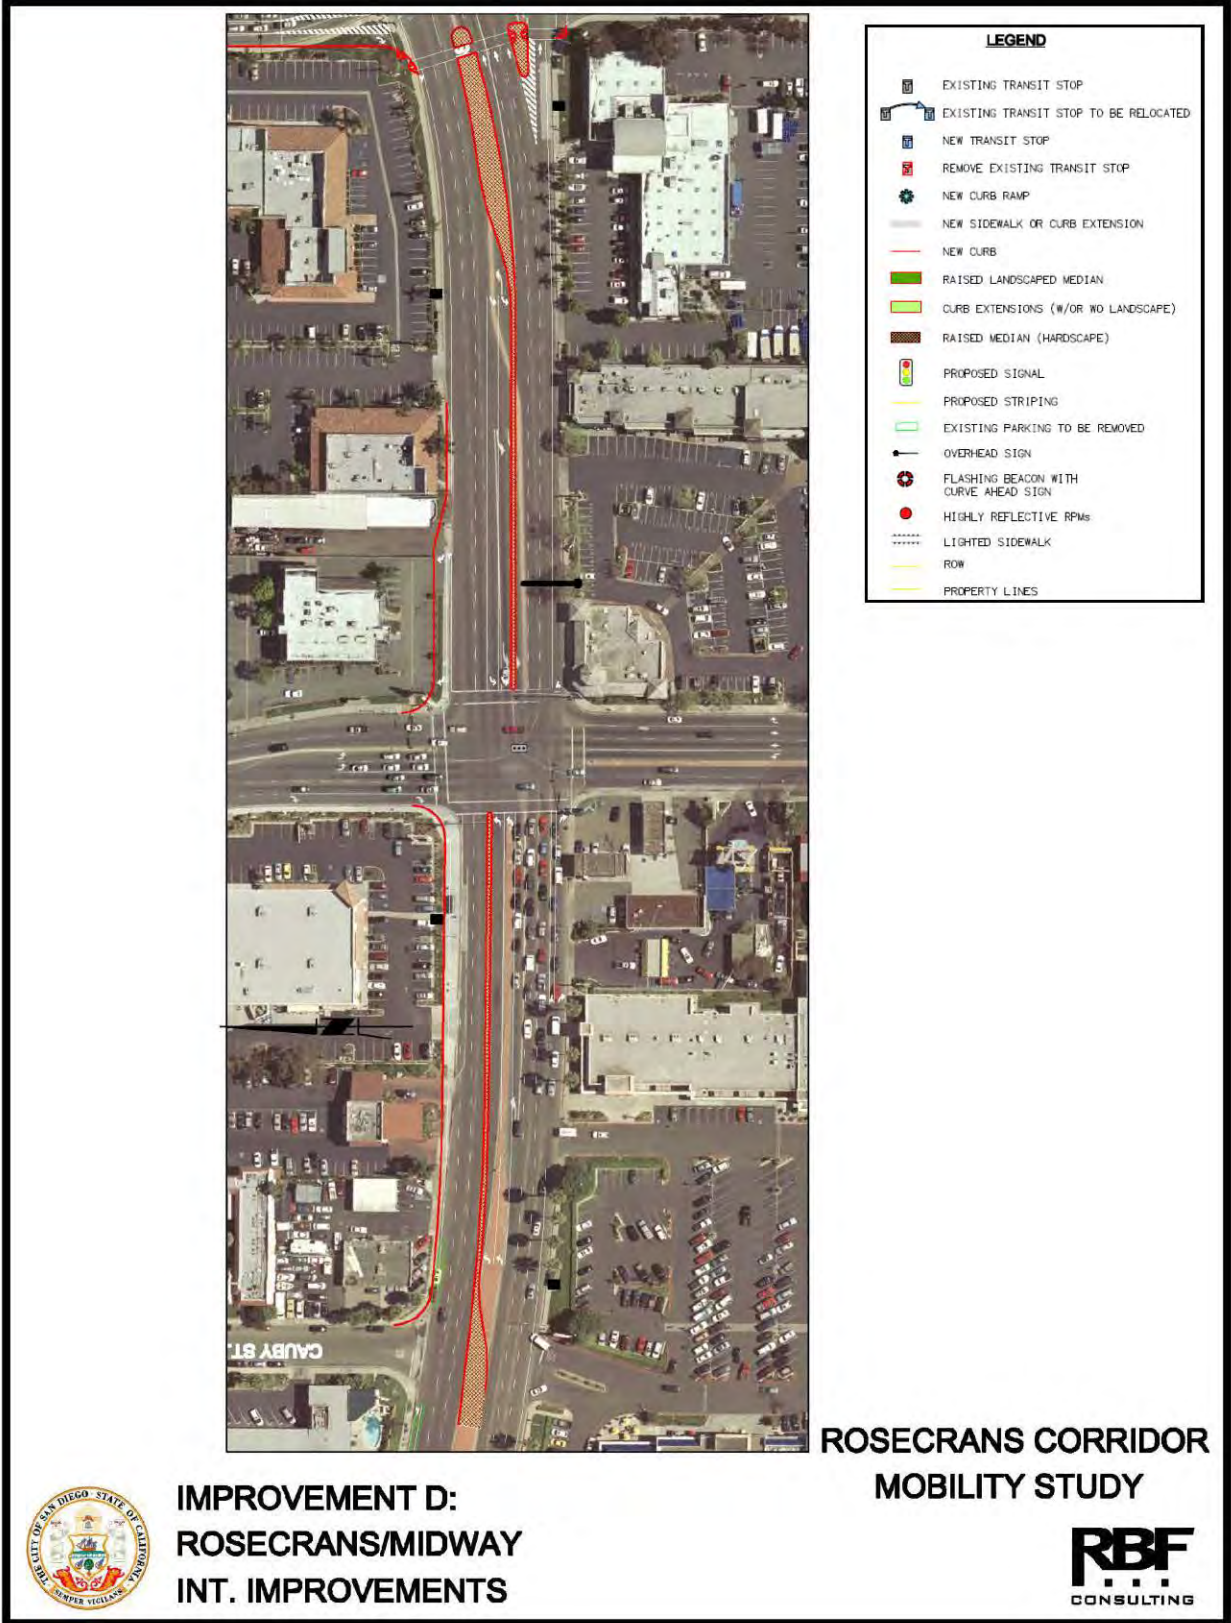 LEGEND
EXISTING TRANSIT STOP
EXISTING TRANSIT STOP TO BE RELOCATED
NEW TRANSIT STOP
REMOVE EXISTING TRANSIT STOP
NEW CURB RAMP
NEW SIDEWALK OR CURB EXTENSION
NEW CURB
RAISED LANDSCAPED MEDIAN
CURB EXTENSIONS (W/OR WO LANDSCAPE)
RAISED MEDIAN (HARDSCAPE)
PROPOSED SIGNAL
PROPOSED STRIPING
EXISTING PARKING TO BE REMOVED
OVERHEAD SIGN
FLASHING BEACON WITH
CURVE AHEAD SIGN
HIGHLY REFLECTIVE RPMs
LIGHTED SIDEWALK
ROW
PROPERTY LINES
CAUBY ST.
ROSECRANS CORRIDOR
MOBILITY STUDY
IMPROVEMENT D:
ROSECRANS/MIDWAY
INT. IMPROVEMENTS
THE CITY OF SAN DIEGO · STATE OF CALIFORNIA
SEMPER VIGILANS
RBF
CONSULTING